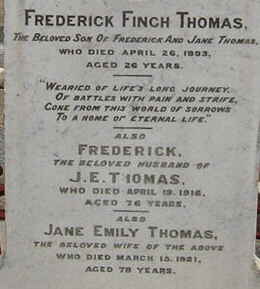 FREDERICK FINCH THOMAS,
THE BELOVED SON OF FREDERICK AND JANE THOMAS,
WHO DIED APRIL 26, 1893,
AGED 26 YEARS.
"WEARIED OF LIFE'S LONG JOURNEY,
OF BATTLES WITH PAIN AND STRIFE,
GONE FROM THIS WORLD OF SORROWS
TO A HOME OF ETERNAL LIFE."
ALSO
FREDERICK,
THE BELOVED HUSBAND OF
J.E. THOMAS,
WHO DIED APRIL 19, 1916,
AGED 76 YEARS.
ALSO
JANE EMILY THOMAS,
THE BELOVED WIFE OF THE ABOVE
WHO DIED MARCH 15, 1921,
AGED 78 YEARS.